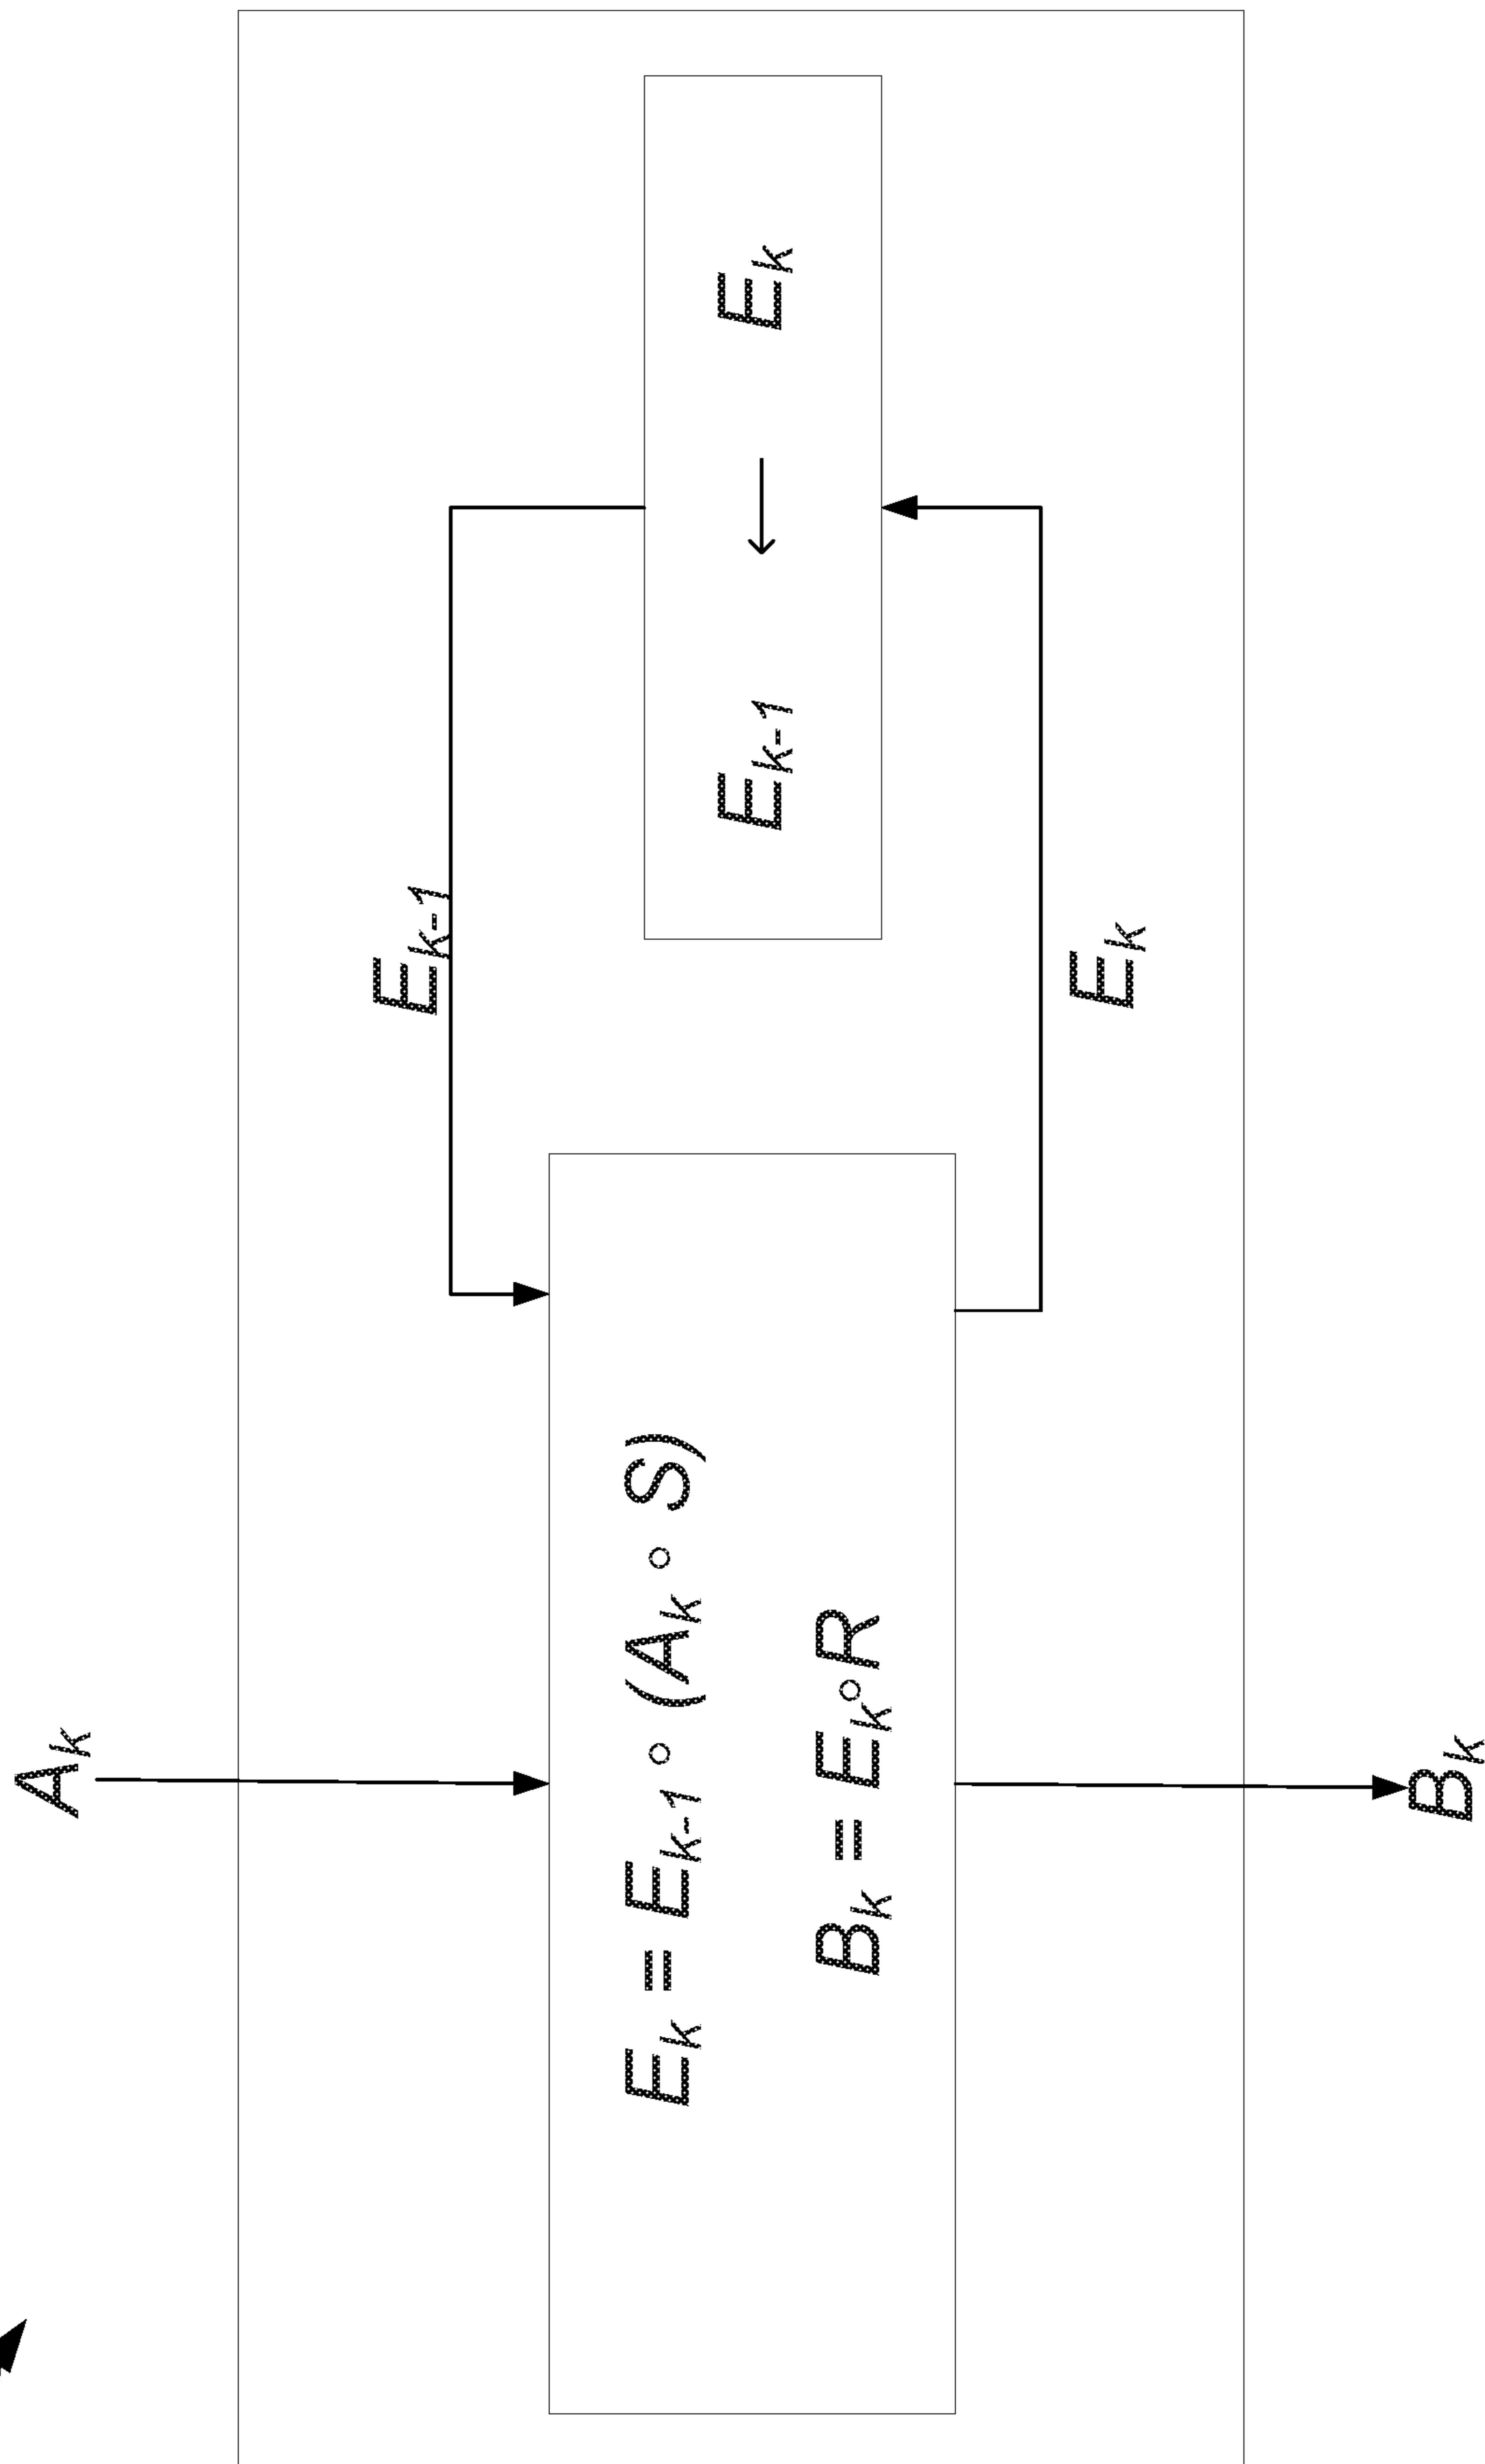 A_k
E_k = E_{k-1} ∘ (A_k ∘ S)
B_k = E_k∘R
B_k
E_{k-1}
E_{k-1} ← E_k
E_k